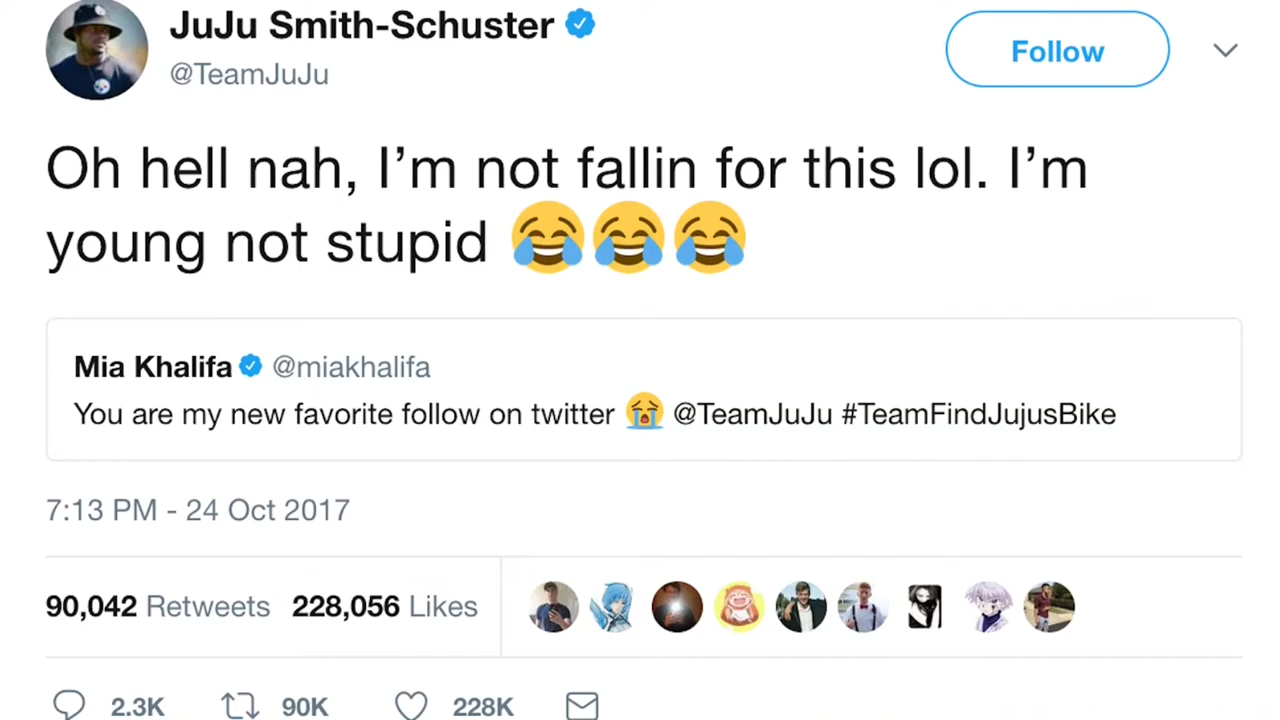 JuJu Smith-Schuster
Follow
@TeamJuJu
Oh hell nah, I’m not fallin for this lol. I’m
young not stupid 😂😂😂
Mia Khalifa @miakhalifa
You are my new favorite follow on twitter 😭 @TeamJuJu #TeamFindJujusBike
7:13 PM - 24 Oct 2017
90,042 Retweets 228,056 Likes
2.3K 90K 228K